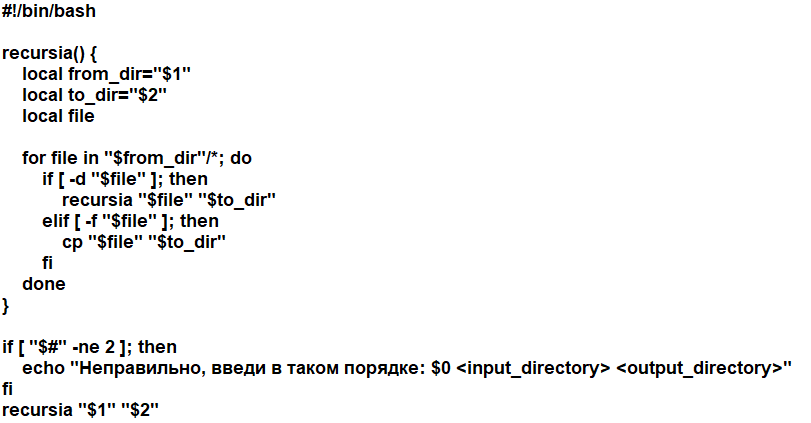 #!/bin/bash

recursia() {
    local from_dir="$1"
    local to_dir="$2"
    local file

    for file in "$from_dir"/*; do
        if [ -d "$file" ]; then
            recursia "$file" "$to_dir"
        elif [ -f "$file" ]; then
            cp "$file" "$to_dir"
        fi
    done
}

if [ "$#" -ne 2 ]; then
    echo "Неправильно, введи в таком порядке: $0 <input_directory> <output_directory>"
fi
recursia "$1" "$2"